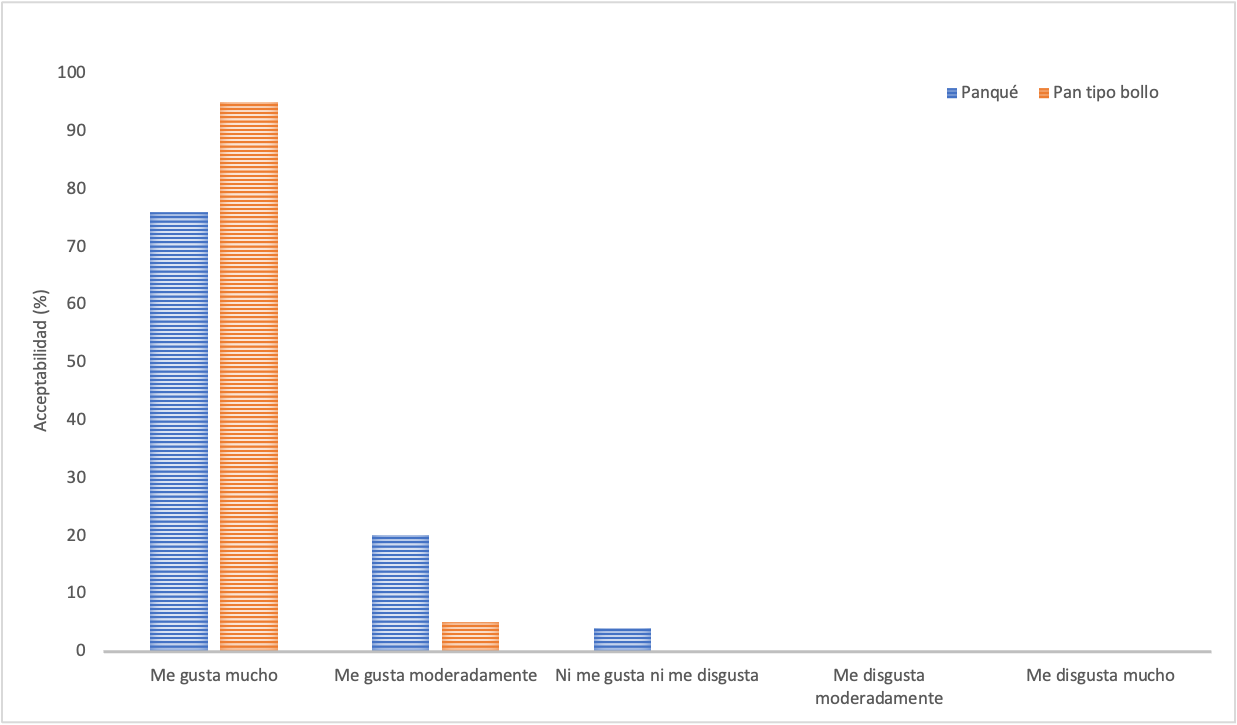 100
90
80
70
60
50
40
30
20
10
0
Acceptabilidad (%)
Panqué
Pan tipo bollo
Me gusta mucho
Me gusta moderadamente
Ni me gusta ni me disgusta
Me disgusta
moderadamente
Me disgusta mucho